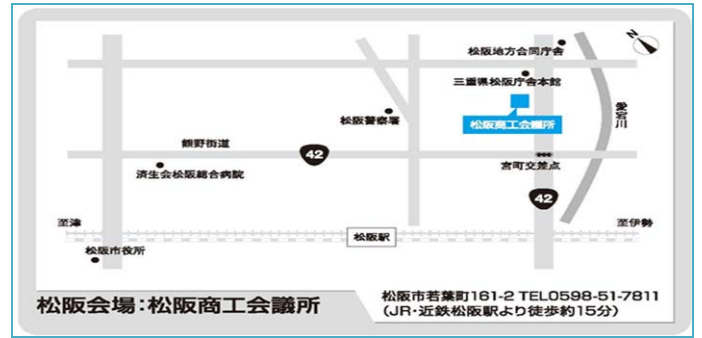 N
松阪地方合同庁舎
三重県松阪庁舎本館
松阪警察署
松阪商工会議所
愛宕川
熊野街道
42
済生会松阪総合病院
宮町交差点
42
至津
至伊勢
松阪駅
松阪市役所
松阪会場:松阪商工会議所
松阪市若葉町161-2 TEL0598-51-7811
(JR・近鉄松阪駅より徒歩約15分)